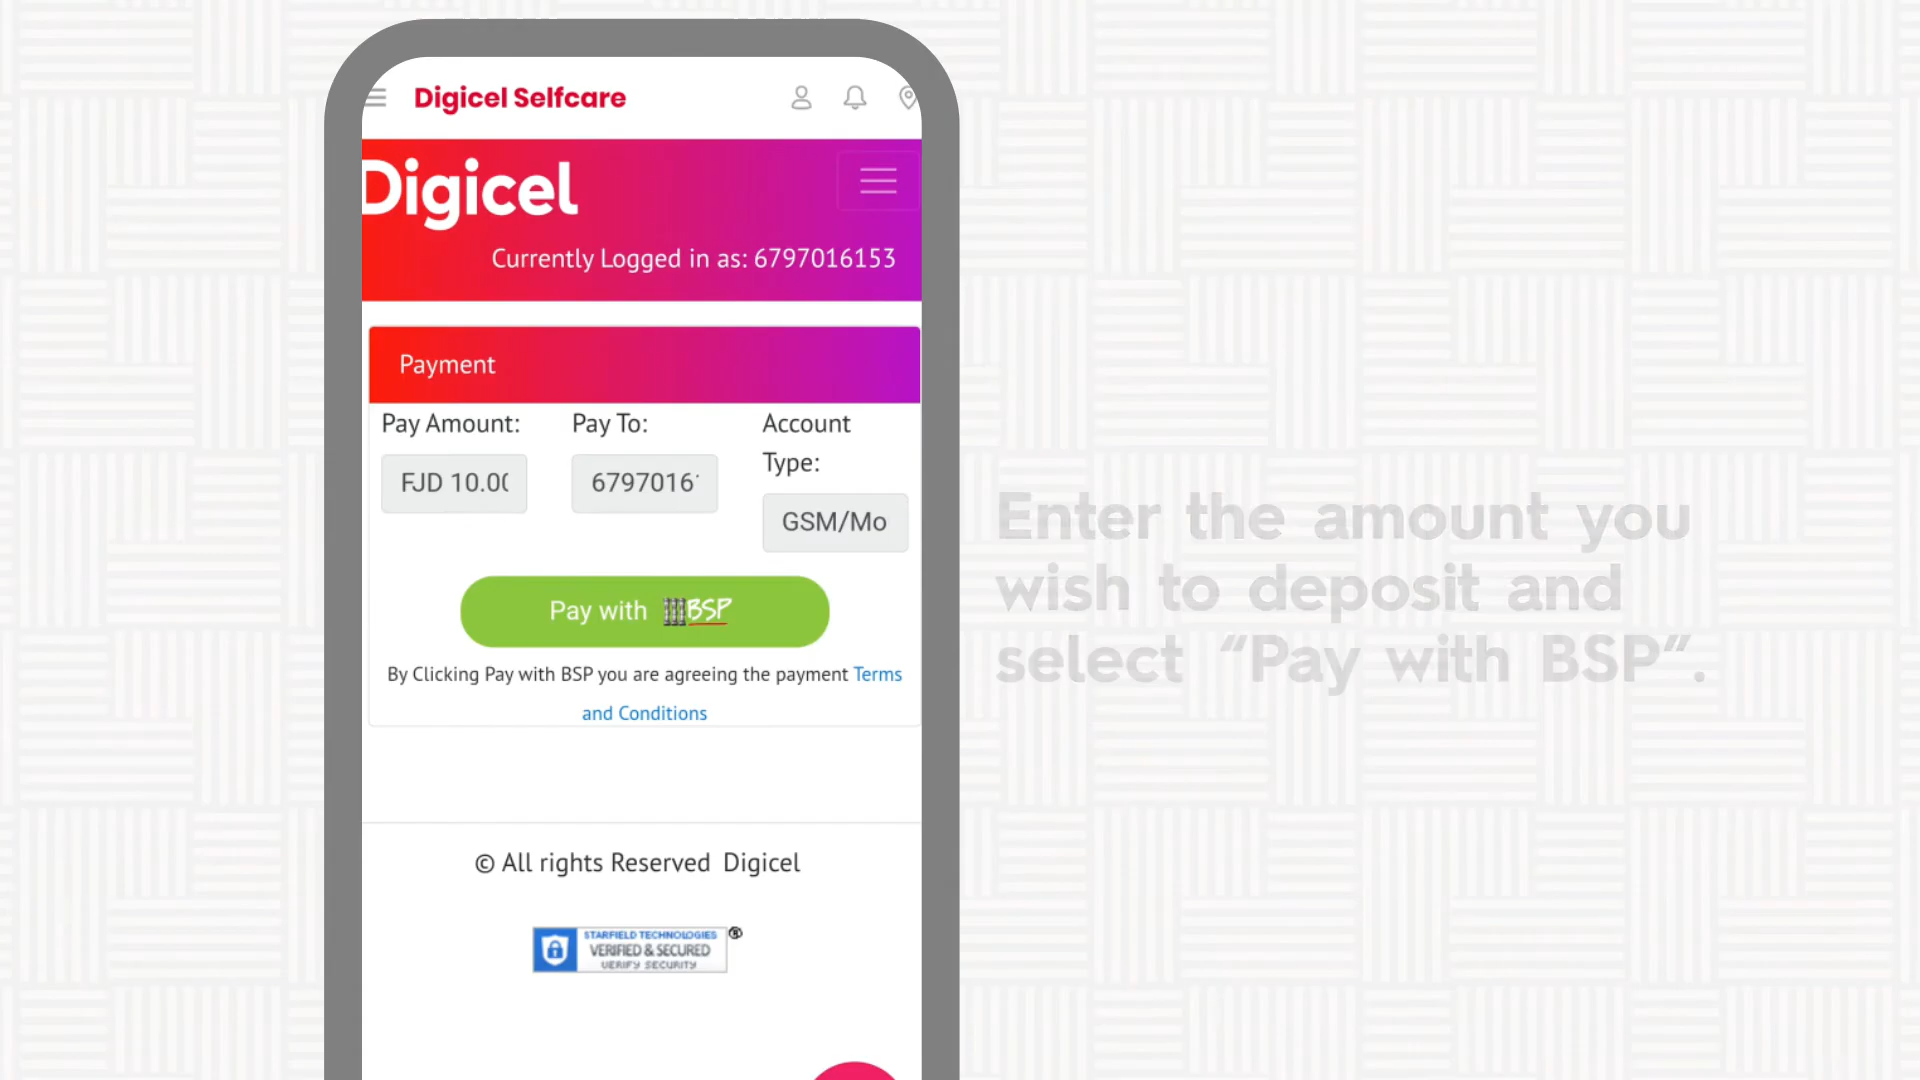 Digicel Selfcare
Digicel
Currently Logged in as: 6797016153
Payment
Pay Amount:
Pay To:
Account
Type:
FJD 10.00
6797016
GSM/Mo
Pay with BSP
By Clicking Pay with BSP you are agreeing the payment Terms
and Conditions
© All rights Reserved Digicel
STARFIELD TECHNOLOGIES
VERIFIED & SECURED
VERIFY SECURITY
®
Enter the amount you
wish to deposit and
select “Pay with BSP”.